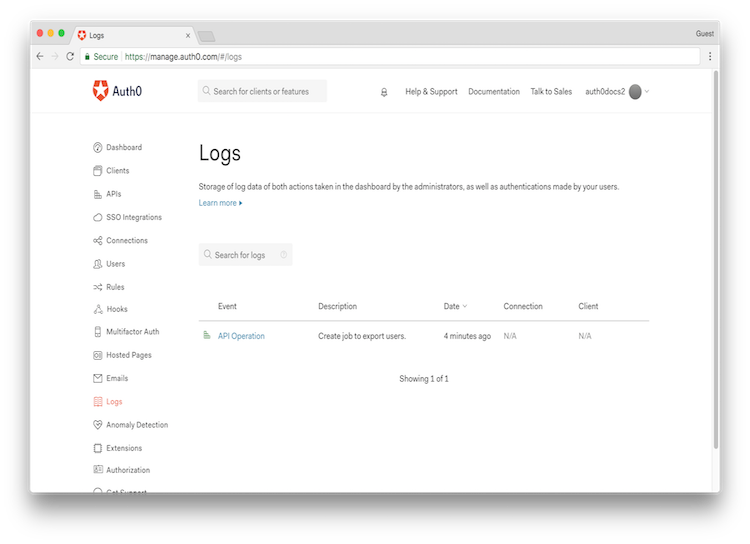 Logs
Guest
Secure https://manage.auth0.com/#/logs
Auth0
Search for clients or features
Help & Support
Documentation
Talk to Sales
auth0docs2
Dashboard
Clients
APIs
SSO Integrations
Connections
Users
Rules
Hooks
Multifactor Auth
Hosted Pages
Emails
Logs
Anomaly Detection
Extensions
Authorization
Get Support
Logs
Storage of log data of both actions taken in the dashboard by the administrators, as well as authentications made by your users.
Learn more
Search for logs
Event Description Date Connection Client
API Operation Create job to export users. 4 minutes ago N/A N/A
Showing 1 of 1